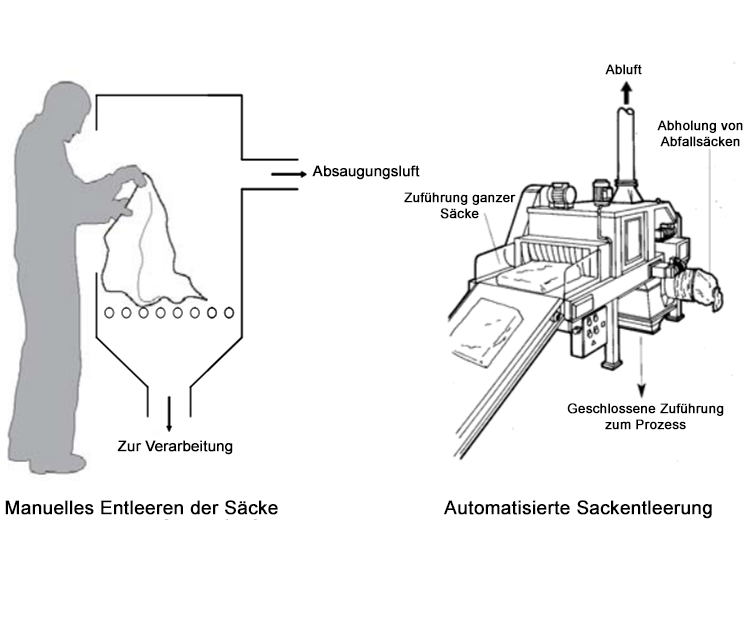 Absaugungsluft
Zur Verarbeitung
Manuelles Entleeren der Säcke
Abluft
Abholung von
Abfallsäcken
Zuführung ganzer
Säcke
Geschlossene Zuführung
zum Prozess
Automatisierte Sackentleerung